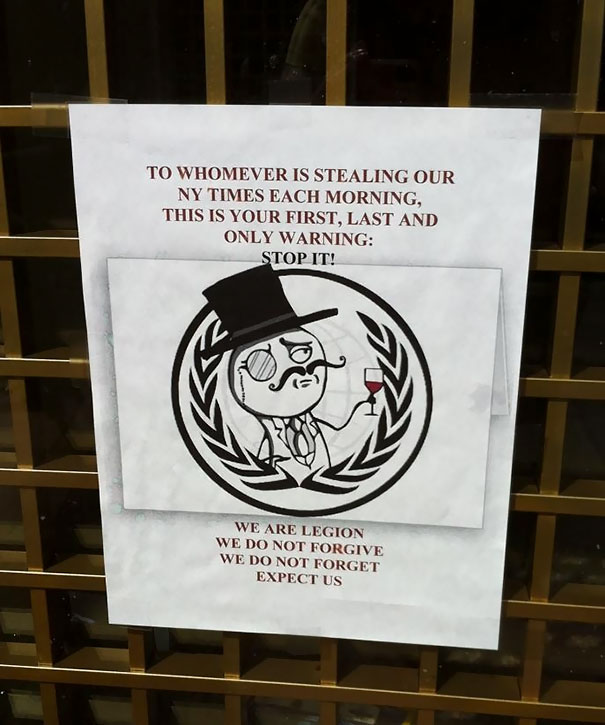 TO WHOMEVER IS STEALING OUR
NY TIMES EACH MORNING,
THIS IS YOUR FIRST, LAST AND
ONLY WARNING:
STOP IT!
WE ARE LEGION
WE DO NOT FORGIVE
WE DO NOT FORGET
EXPECT US